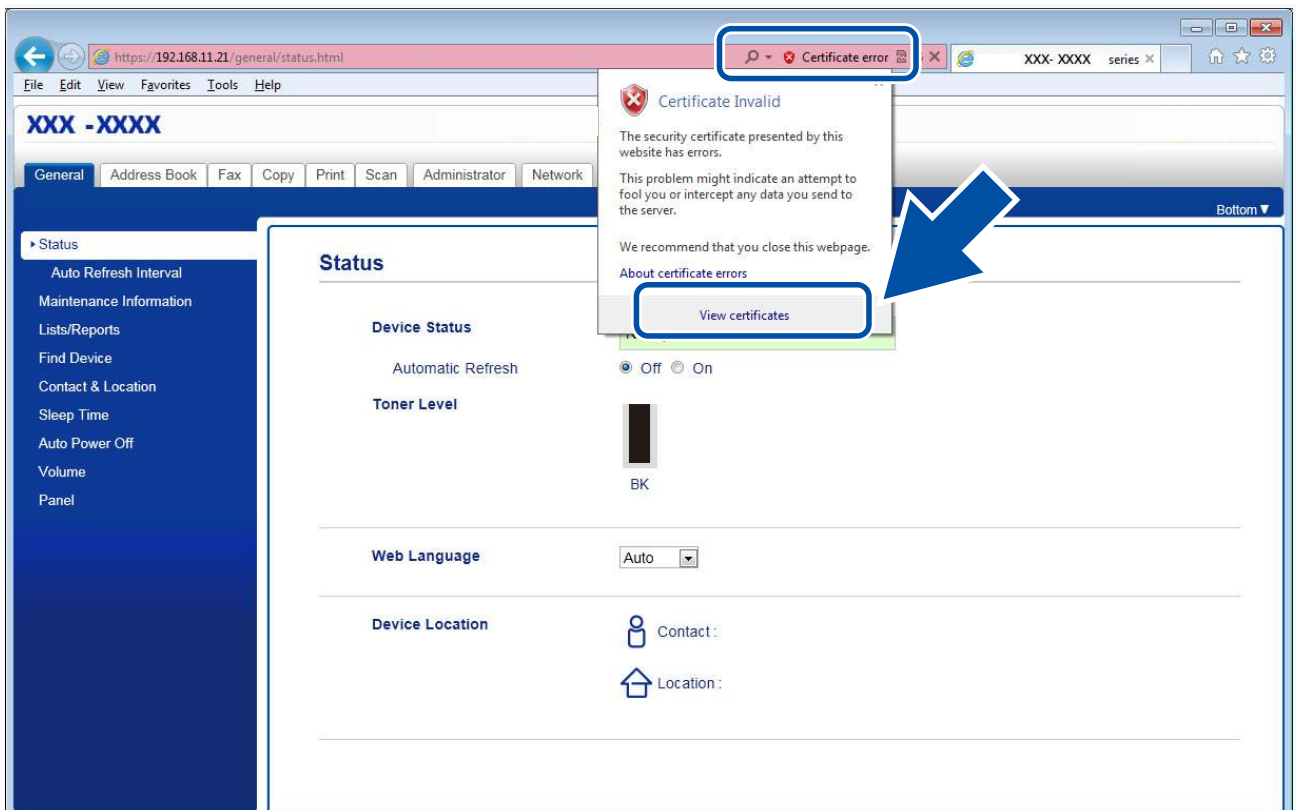 https://192.168.11.21/general/status.html
Certificate error
XXX- XXXX series
File Edit View Favorites Tools Help
XXX -XXXX
General Address Book Fax Copy Print Scan Administrator Network
Bottom▼
Certificate Invalid
The security certificate presented by this
website has errors.
This problem might indicate an attempt to
fool you or intercept any data you send to
the server.
We recommend that you close this webpage.
About certificate errors
View certificates
Status
Auto Refresh Interval
Maintenance Information
Lists/Reports
Find Device
Contact & Location
Sleep Time
Auto Power Off
Volume
Panel
Status
Device Status
Automatic Refresh Off On
Toner Level
BK
Web Language Auto
Device Location Contact :
Location :